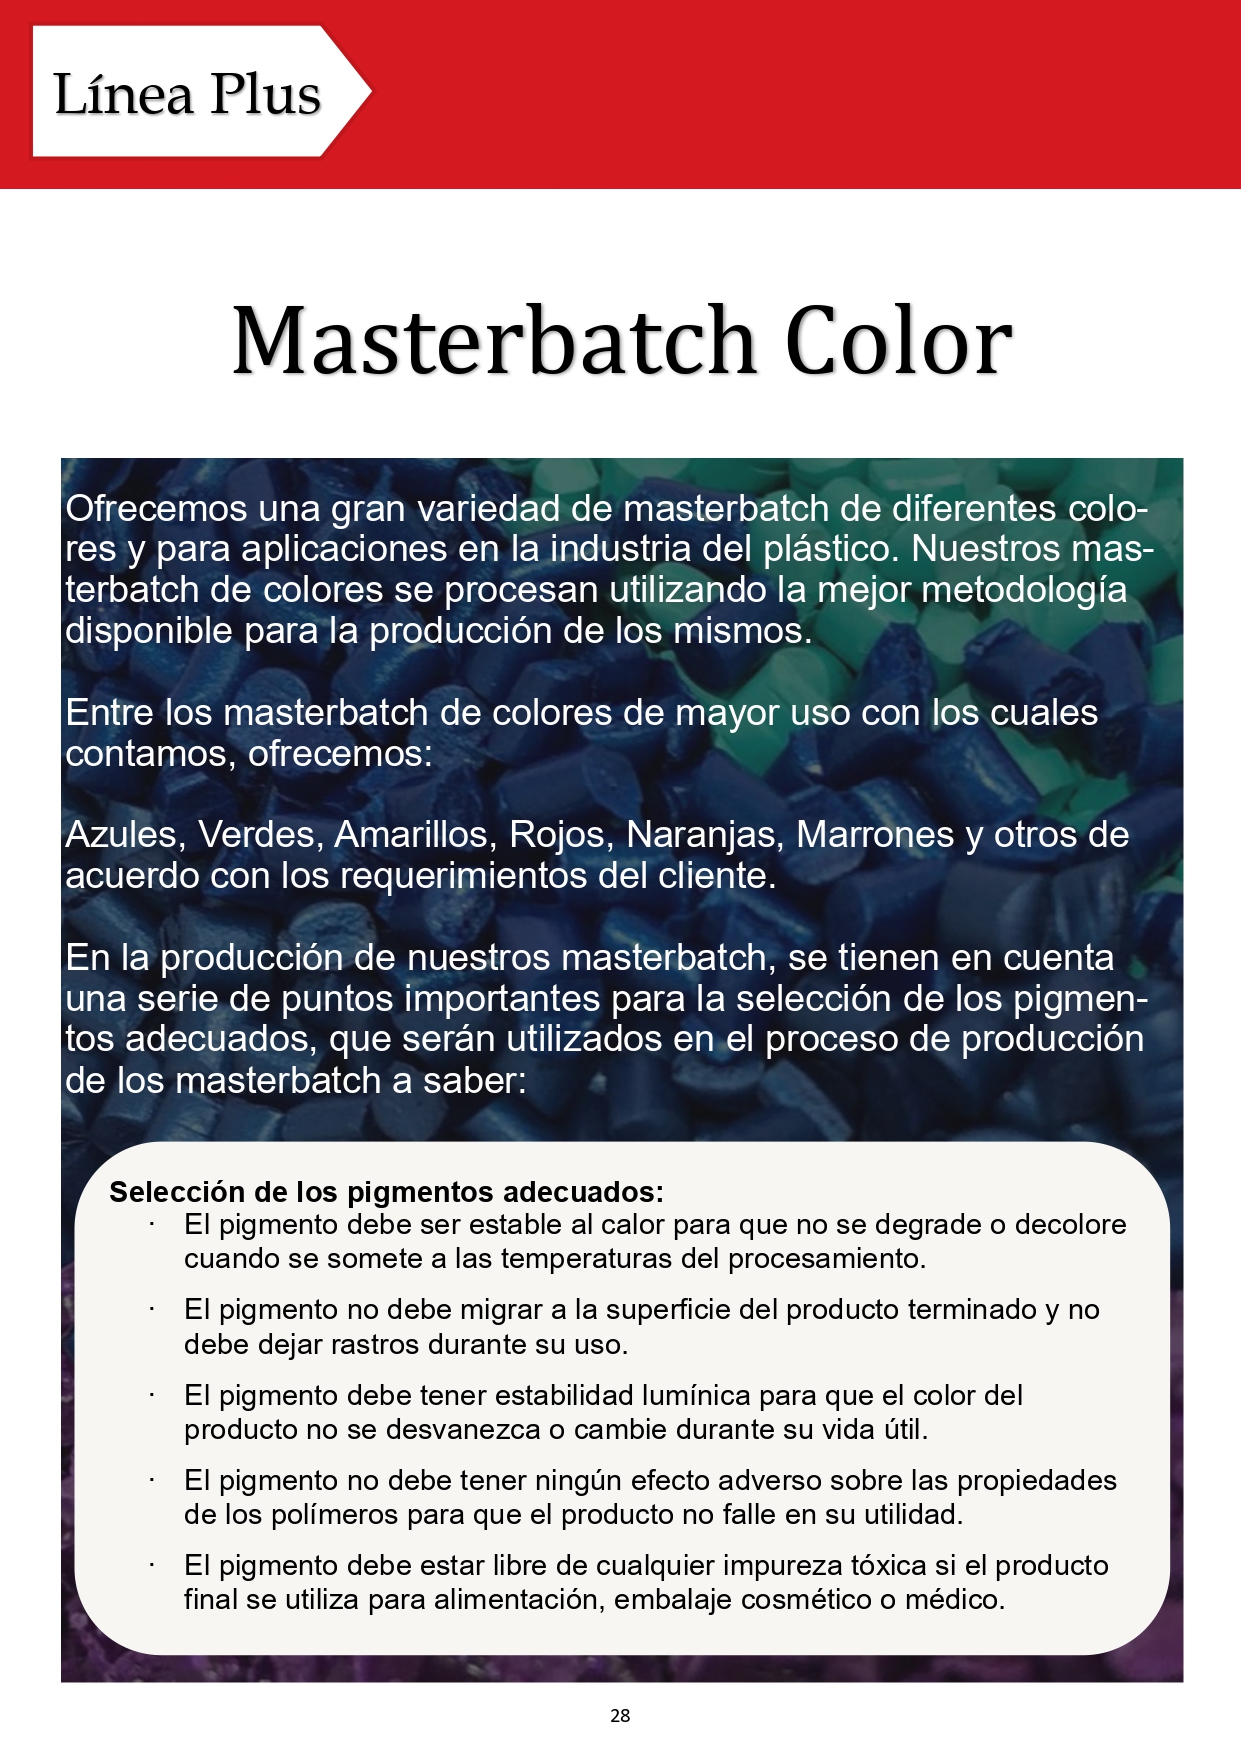 Línea Plus
Masterbatch Color
Ofrecemos una gran variedad de masterbatch de diferentes colo-
res y para aplicaciones en la industria del plástico. Nuestros mas-
terbatch de colores se procesan utilizando la mejor metodología
disponible para la producción de los mismos.
Entre los masterbatch de colores de mayor uso con los cuales
contamos, ofrecemos:
Azules, Verdes, Amarillos, Rojos, Naranjas, Marrones y otros de
acuerdo con los requerimientos del cliente.
En la producción de nuestros masterbatch, se tienen en cuenta
una serie de puntos importantes para la selección de los pigmen-
tos adecuados, que serán utilizados en el proceso de producción
de los masterbatch a saber:
Selección de los pigmentos adecuados:
· El pigmento debe ser estable al calor para que no se degrade o decolore
cuando se somete a las temperaturas del procesamiento.
· El pigmento no debe migrar a la superficie del producto terminado y no
debe dejar rastros durante su uso.
· El pigmento debe tener estabilidad lumínica para que el color del
producto no se desvanezca o cambie durante su vida útil.
· El pigmento no debe tener ningún efecto adverso sobre las propiedades
de los polímeros para que el producto no falle en su utilidad.
· El pigmento debe estar libre de cualquier impureza tóxica si el producto
final se utiliza para alimentación, embalaje cosmético o médico.
28